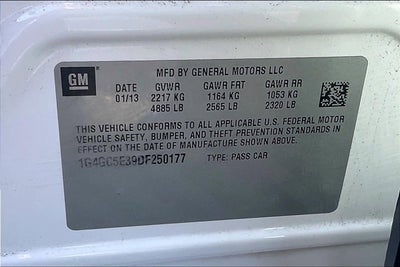 GM
MFD BY GENERAL MOTORS LLC
DATE GVWR GAWR FRT GAWR RR
01/13 2217 KG 1164 KG 1053 KG
4885 LB 2565 LB 2320 LB
THIS VEHICLE CONFORMS TO ALL APPLICABLE U.S. FEDERAL MOTOR
VEHICLE SAFETY, BUMPER, AND THEFT PREVENTION STANDARDS IN
EFFECT ON THE DATE OF MANUFACTURE SHOWN ABOVE.
1G4GC5E39DF250177 TYPE: PASS CAR